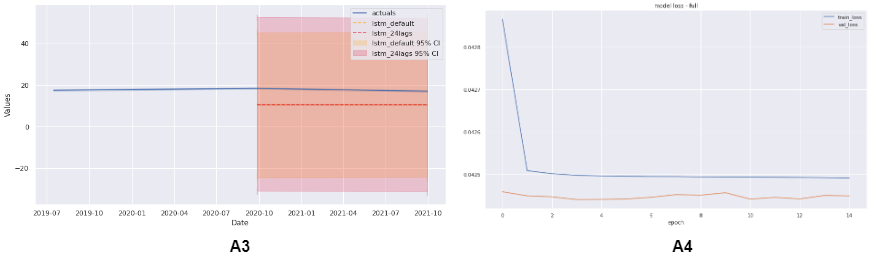 actuals
lstm_default
lstm_24lags
lstm_default 95% CI
lstm_24lags 95% CI
40
20
0
−20
Values
2019-07 2019-10 2020-01 2020-04 2020-07 2020-10 2021-01 2021-04 2021-07 2021-10
Date
A3
model loss - full
train_loss
val_loss
0.0428
0.0427
0.0426
0.0425
0 2 4 6 8 10 12 14
epoch
A4